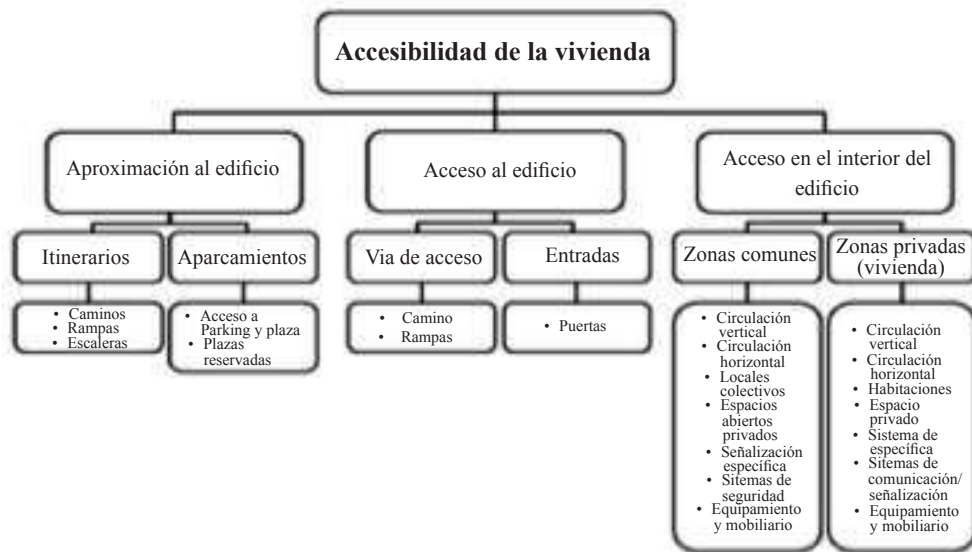 Accesibilidad de la vivienda
Aproximación al edificio
Acceso al edificio
Acceso en el interior del
edificio
Itinerarios
Aparcamientos
Via de acceso
Entradas
Zonas comunes
Zonas privadas
(vivienda)
• Caminos
• Rampas
• Escaleras
• Acceso a
Parking y plaza
• Plazas
reservadas
• Camino
• Rampas
• Puertas
• Circulación
vertical
• Circulación
horizontal
• Locales
colectivos
• Espacios
abiertos
privados
• Señalización
específica
• Sitemas de
seguridad
• Equipamiento
y mobiliario
• Circulación
vertical
• Circulación
horizontal
• Habitaciones
• Espacio
privado
• Sistema de
específica
• Sitemas de
comunicación/
señalización
• Equipamiento
y mobiliario